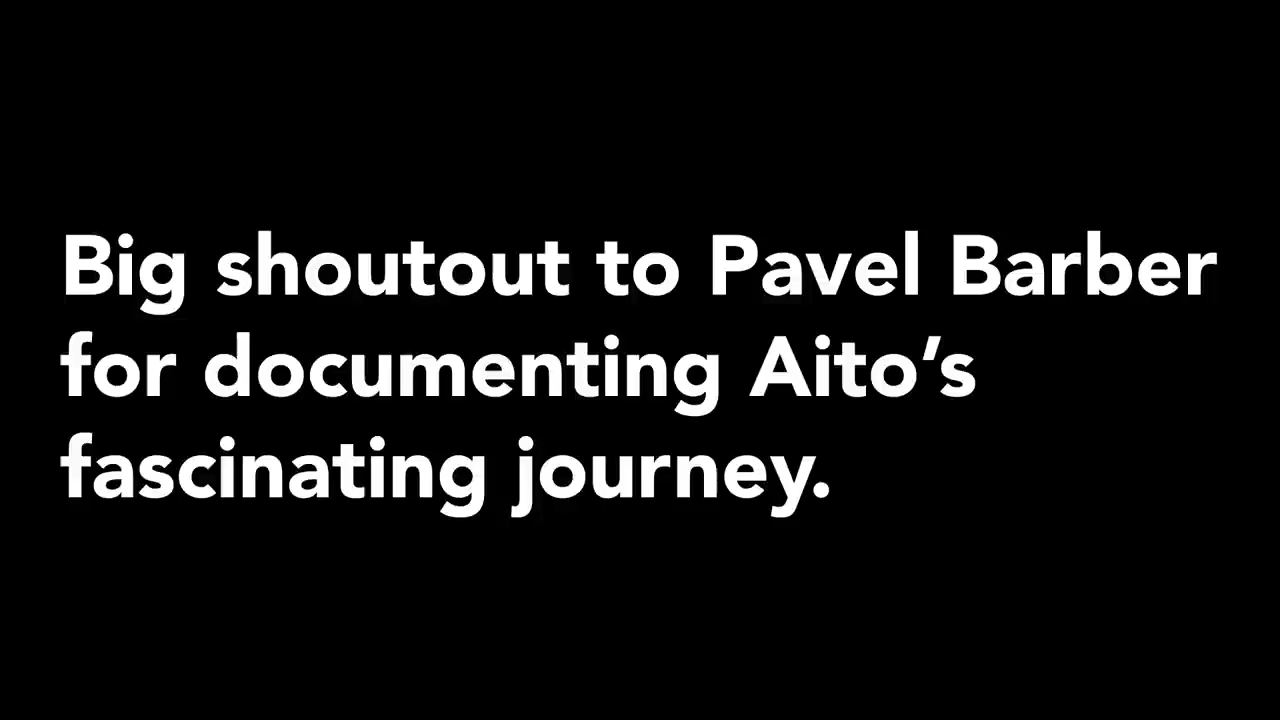 Big shoutout to Pavel Barber
for documenting Aito’s
fascinating journey.